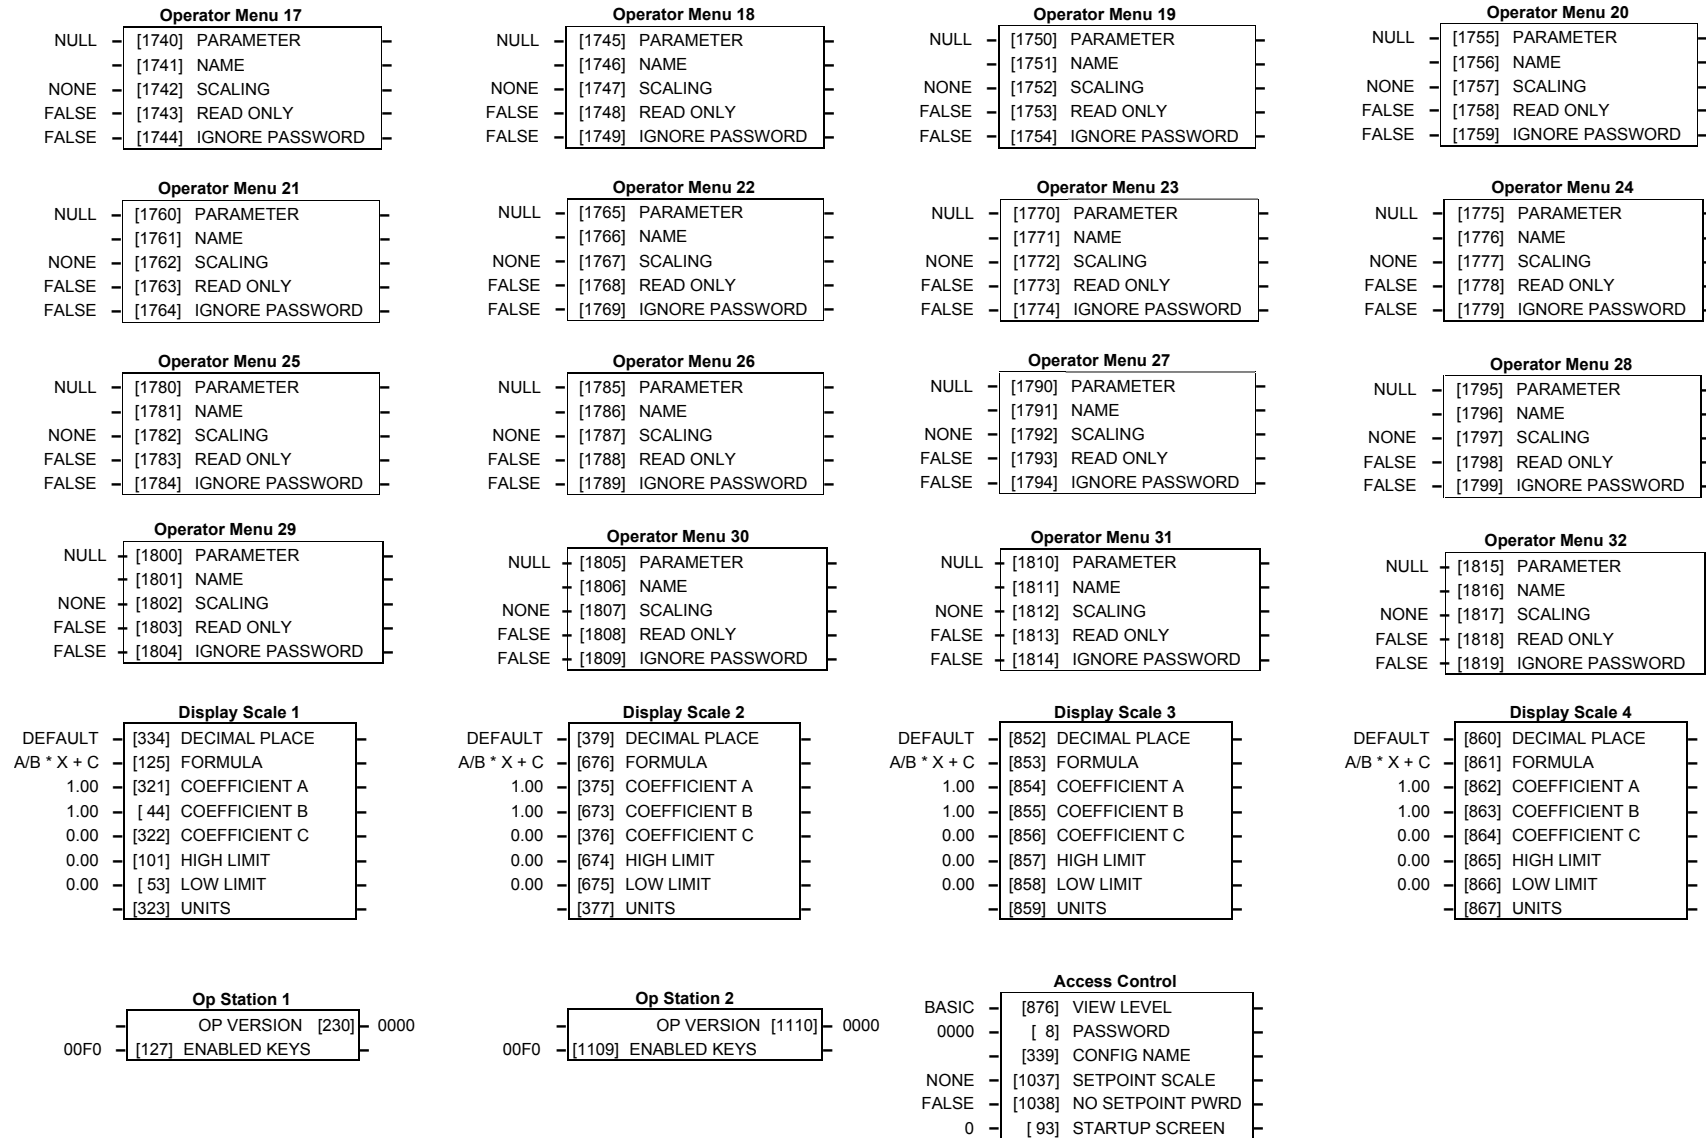 Operator Menu 17
NULL [1740] PARAMETER
[1741] NAME
NONE [1742] SCALING
FALSE [1743] READ ONLY
FALSE [1744] IGNORE PASSWORD
Operator Menu 18
NULL [1745] PARAMETER
[1746] NAME
NONE [1747] SCALING
FALSE [1748] READ ONLY
FALSE [1749] IGNORE PASSWORD
Operator Menu 19
NULL [1750] PARAMETER
[1751] NAME
NONE [1752] SCALING
FALSE [1753] READ ONLY
FALSE [1754] IGNORE PASSWORD
Operator Menu 20
NULL [1755] PARAMETER
[1756] NAME
NONE [1757] SCALING
FALSE [1758] READ ONLY
FALSE [1759] IGNORE PASSWORD
Operator Menu 21
NULL [1760] PARAMETER
[1761] NAME
NONE [1762] SCALING
FALSE [1763] READ ONLY
FALSE [1764] IGNORE PASSWORD
Operator Menu 22
NULL [1765] PARAMETER
[1766] NAME
NONE [1767] SCALING
FALSE [1768] READ ONLY
FALSE [1769] IGNORE PASSWORD
Operator Menu 23
NULL [1770] PARAMETER
[1771] NAME
NONE [1772] SCALING
FALSE [1773] READ ONLY
FALSE [1774] IGNORE PASSWORD
Operator Menu 24
NULL [1775] PARAMETER
[1776] NAME
NONE [1777] SCALING
FALSE [1778] READ ONLY
FALSE [1779] IGNORE PASSWORD
Operator Menu 25
NULL [1780] PARAMETER
[1781] NAME
NONE [1782] SCALING
FALSE [1783] READ ONLY
FALSE [1784] IGNORE PASSWORD
Operator Menu 26
NULL [1785] PARAMETER
[1786] NAME
NONE [1787] SCALING
FALSE [1788] READ ONLY
FALSE [1789] IGNORE PASSWORD
Operator Menu 27
NULL [1790] PARAMETER
[1791] NAME
NONE [1792] SCALING
FALSE [1793] READ ONLY
FALSE [1794] IGNORE PASSWORD
Operator Menu 28
NULL [1795] PARAMETER
[1796] NAME
NONE [1797] SCALING
FALSE [1798] READ ONLY
FALSE [1799] IGNORE PASSWORD
Operator Menu 29
NULL [1800] PARAMETER
[1801] NAME
NONE [1802] SCALING
FALSE [1803] READ ONLY
FALSE [1804] IGNORE PASSWORD
Operator Menu 30
NULL [1805] PARAMETER
[1806] NAME
NONE [1807] SCALING
FALSE [1808] READ ONLY
FALSE [1809] IGNORE PASSWORD
Operator Menu 31
NULL [1810] PARAMETER
[1811] NAME
NONE [1812] SCALING
FALSE [1813] READ ONLY
FALSE [1814] IGNORE PASSWORD
Operator Menu 32
NULL [1815] PARAMETER
[1816] NAME
NONE [1817] SCALING
FALSE [1818] READ ONLY
FALSE [1819] IGNORE PASSWORD
Display Scale 1
DEFAULT [334] DECIMAL PLACE
A/B * X + C [125] FORMULA
1.00 [321] COEFFICIENT A
1.00 [ 44] COEFFICIENT B
0.00 [322] COEFFICIENT C
0.00 [101] HIGH LIMIT
0.00 [ 53] LOW LIMIT
[323] UNITS
Display Scale 2
DEFAULT [379] DECIMAL PLACE
A/B * X + C [676] FORMULA
1.00 [375] COEFFICIENT A
1.00 [673] COEFFICIENT B
0.00 [376] COEFFICIENT C
0.00 [674] HIGH LIMIT
0.00 [675] LOW LIMIT
[377] UNITS
Display Scale 3
DEFAULT [852] DECIMAL PLACE
A/B * X + C [853] FORMULA
1.00 [854] COEFFICIENT A
1.00 [855] COEFFICIENT B
0.00 [856] COEFFICIENT C
0.00 [857] HIGH LIMIT
0.00 [858] LOW LIMIT
[859] UNITS
Display Scale 4
DEFAULT [860] DECIMAL PLACE
A/B * X + C [861] FORMULA
1.00 [862] COEFFICIENT A
1.00 [863] COEFFICIENT B
0.00 [864] COEFFICIENT C
0.00 [865] HIGH LIMIT
0.00 [866] LOW LIMIT
[867] UNITS
Op Station 1
OP VERSION [230] 0000
00F0 [127] ENABLED KEYS
Op Station 2
OP VERSION [1110] 0000
00F0 [1109] ENABLED KEYS
Access Control
BASIC [876] VIEW LEVEL
0000 [ 8] PASSWORD
[339] CONFIG NAME
NONE [1037] SETPOINT SCALE
FALSE [1038] NO SETPOINT PWRD
0 [ 93] STARTUP SCREEN